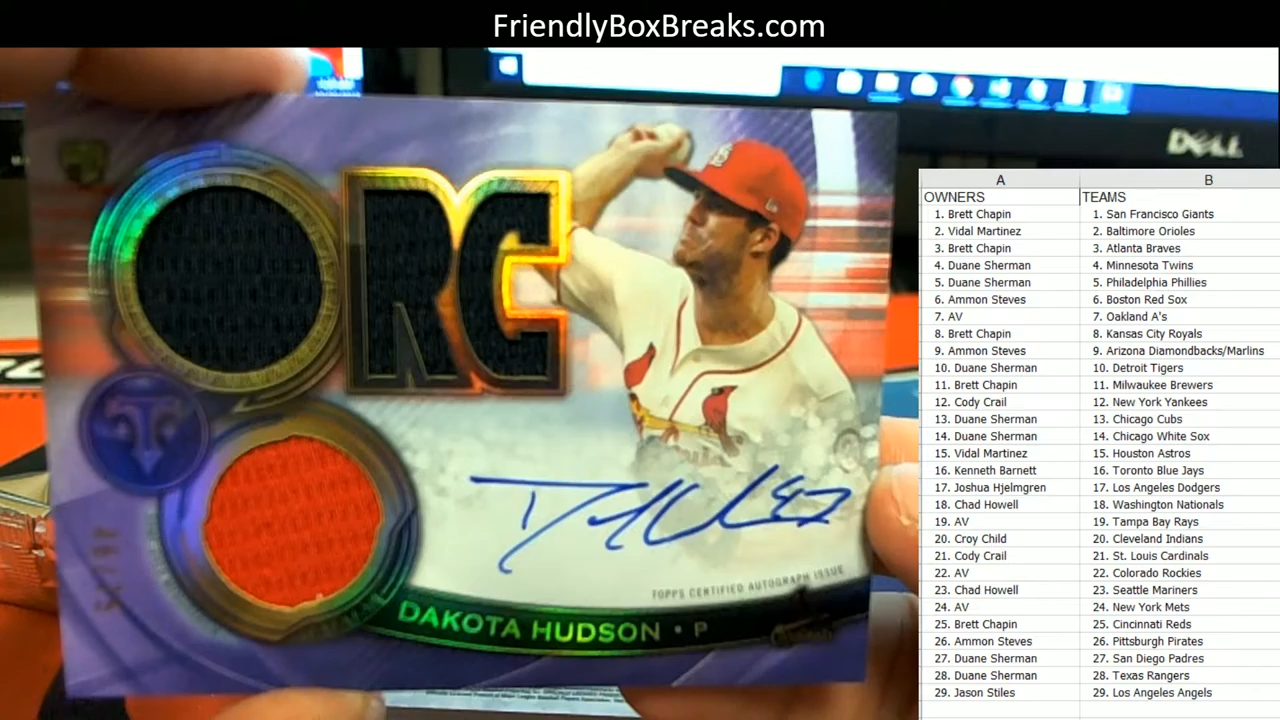 FriendlyBoxBreaks.com
DELL
RC
DAKOTA HUDSON • P
TOPPS CERTIFIED AUTOGRAPH ISSUE
A B
OWNERS TEAMS
1. Brett Chapin 1. San Francisco Giants
2. Vidal Martinez 2. Baltimore Orioles
3. Brett Chapin 3. Atlanta Braves
4. Duane Sherman 4. Minnesota Twins
5. Duane Sherman 5. Philadelphia Phillies
6. Ammon Steves 6. Boston Red Sox
7. AV 7. Oakland A's
8. Brett Chapin 8. Kansas City Royals
9. Ammon Steves 9. Arizona Diamondbacks/Marlins
10. Duane Sherman 10. Detroit Tigers
11. Brett Chapin 11. Milwaukee Brewers
12. Cody Crail 12. New York Yankees
13. Duane Sherman 13. Chicago Cubs
14. Duane Sherman 14. Chicago White Sox
15. Vidal Martinez 15. Houston Astros
16. Kenneth Barnett 16. Toronto Blue Jays
17. Joshua Hjelmgren 17. Los Angeles Dodgers
18. Chad Howell 18. Washington Nationals
19. AV 19. Tampa Bay Rays
20. Croy Child 20. Cleveland Indians
21. Cody Crail 21. St. Louis Cardinals
22. AV 22. Colorado Rockies
23. Chad Howell 23. Seattle Mariners
24. AV 24. New York Mets
25. Brett Chapin 25. Cincinnati Reds
26. Ammon Steves 26. Pittsburgh Pirates
27. Duane Sherman 27. San Diego Padres
28. Duane Sherman 28. Texas Rangers
29. Jason Stiles 29. Los Angeles Angels